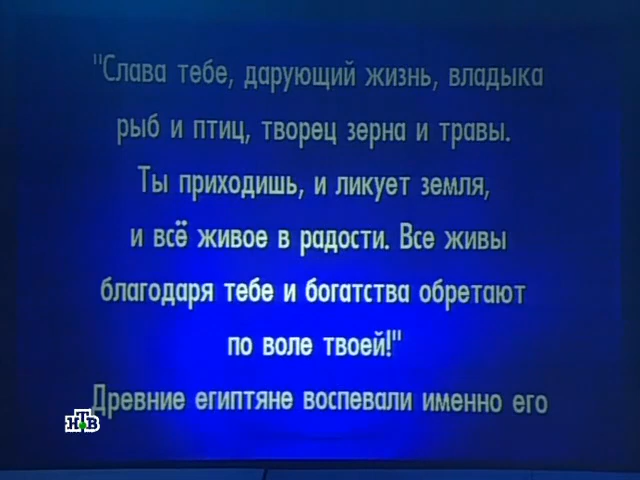 "Слава тебе, дарующий жизнь, владыка
рыб и птиц, творец зерна и травы.
Ты приходишь, и ликует земля,
и всё живое в радости. Все живы
благодаря тебе и богатства обретают
по воле твоей!"
Древние египтяне воспевали именно его
НТВ